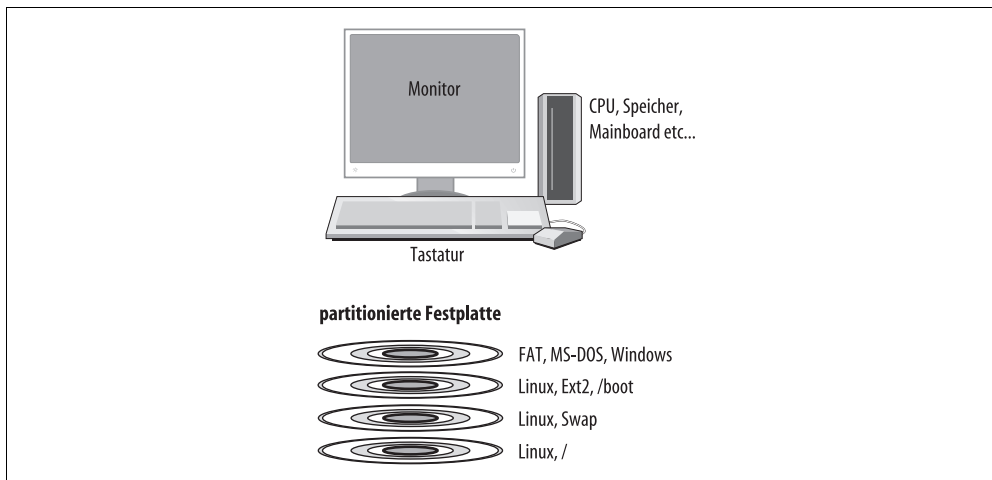 Monitor
CPU, Speicher,
Mainboard etc...
Tastatur
partitionierte Festplatte
FAT, MS-DOS, Windows
Linux, Ext2, /boot
Linux, Swap
Linux, /